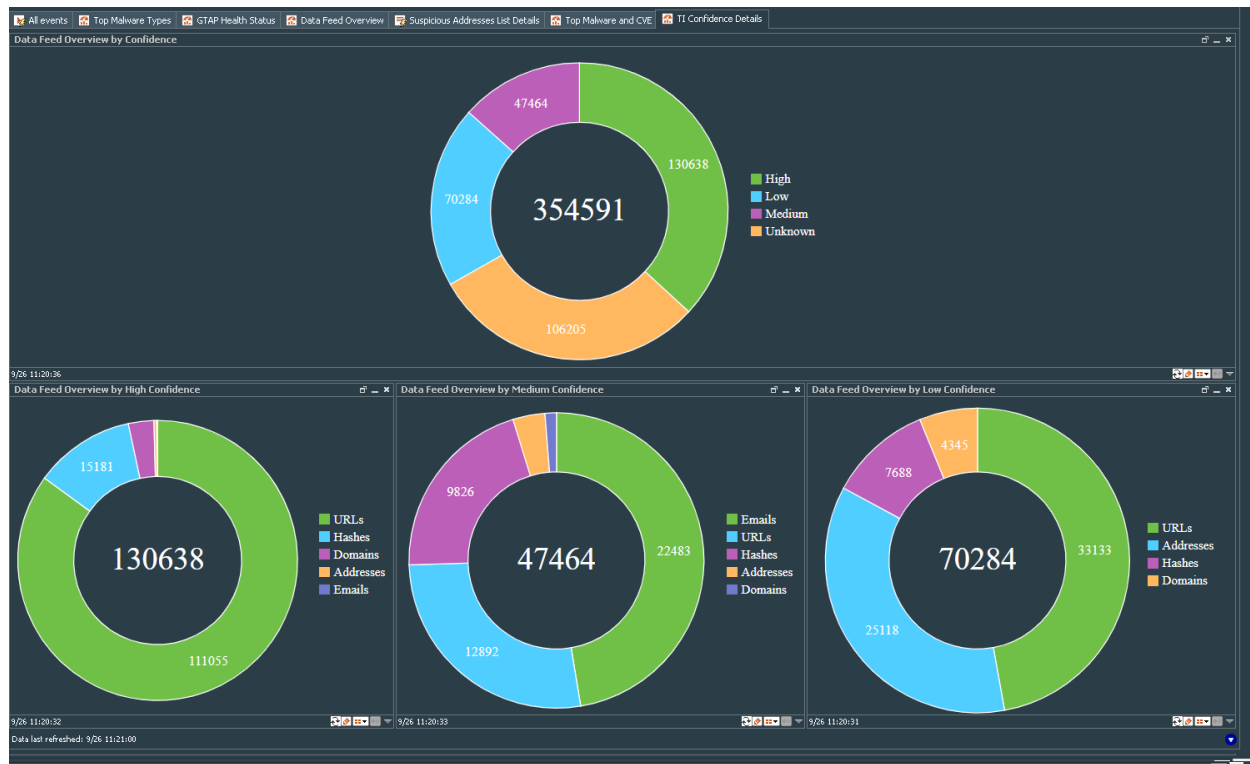 All events Top Malware Types GTAP Health Status Data Feed Overview Suspicious Addresses List Details Top Malware and CVE TI Confidence Details
Data Feed Overview by Confidence
47464
130638
70284
354591
106205
High
Low
Medium
Unknown
9/26 11:20:36
Data Feed Overview by High Confidence
15181
130638
111055
URLs
Hashes
Domains
Addresses
Emails
9/26 11:20:32
Data Feed Overview by Medium Confidence
9826
22483
47464
12892
Emails
URLs
Hashes
Addresses
Domains
9/26 11:20:33
Data Feed Overview by Low Confidence
4345
7688
33133
70284
25118
URLs
Addresses
Hashes
Domains
9/26 11:20:31
Data last refreshed: 9/26 11:21:00